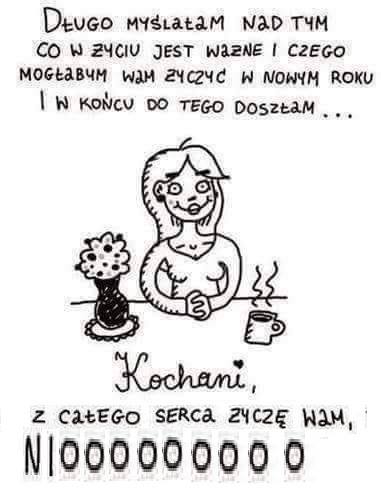 DŁUGO MYŚLAŁAM NAD TYM
CO W ŻYCIU JEST WAŻNE I CZEGO
MOGŁABYM WAM ŻYCZYĆ W NOWYM ROKU
I W KOŃCU DO TEGO DOSZŁAM ...
Kochani,
Z CAŁEGO SERCA ŻYCZĘ WAM,
NIOOOOOOOOO